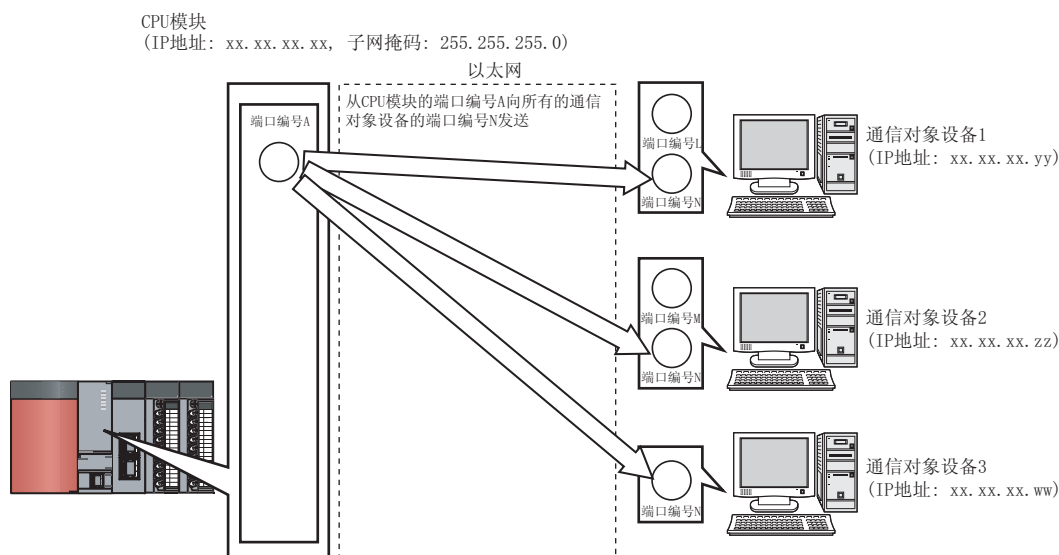 CPU模块
(IP地址: xx.xx.xx.xx, 子网掩码: 255.255.255.0)
以太网
从CPU模块的端口编号A向所有的通信
对象设备的端口编号N发送
端口编号A
端口编号L
端口编号N
通信对象设备1
(IP地址: xx.xx.xx.yy)
端口编号M
端口编号N
通信对象设备2
(IP地址: xx.xx.xx.zz)
端口编号N
通信对象设备3
(IP地址: xx.xx.xx.ww)